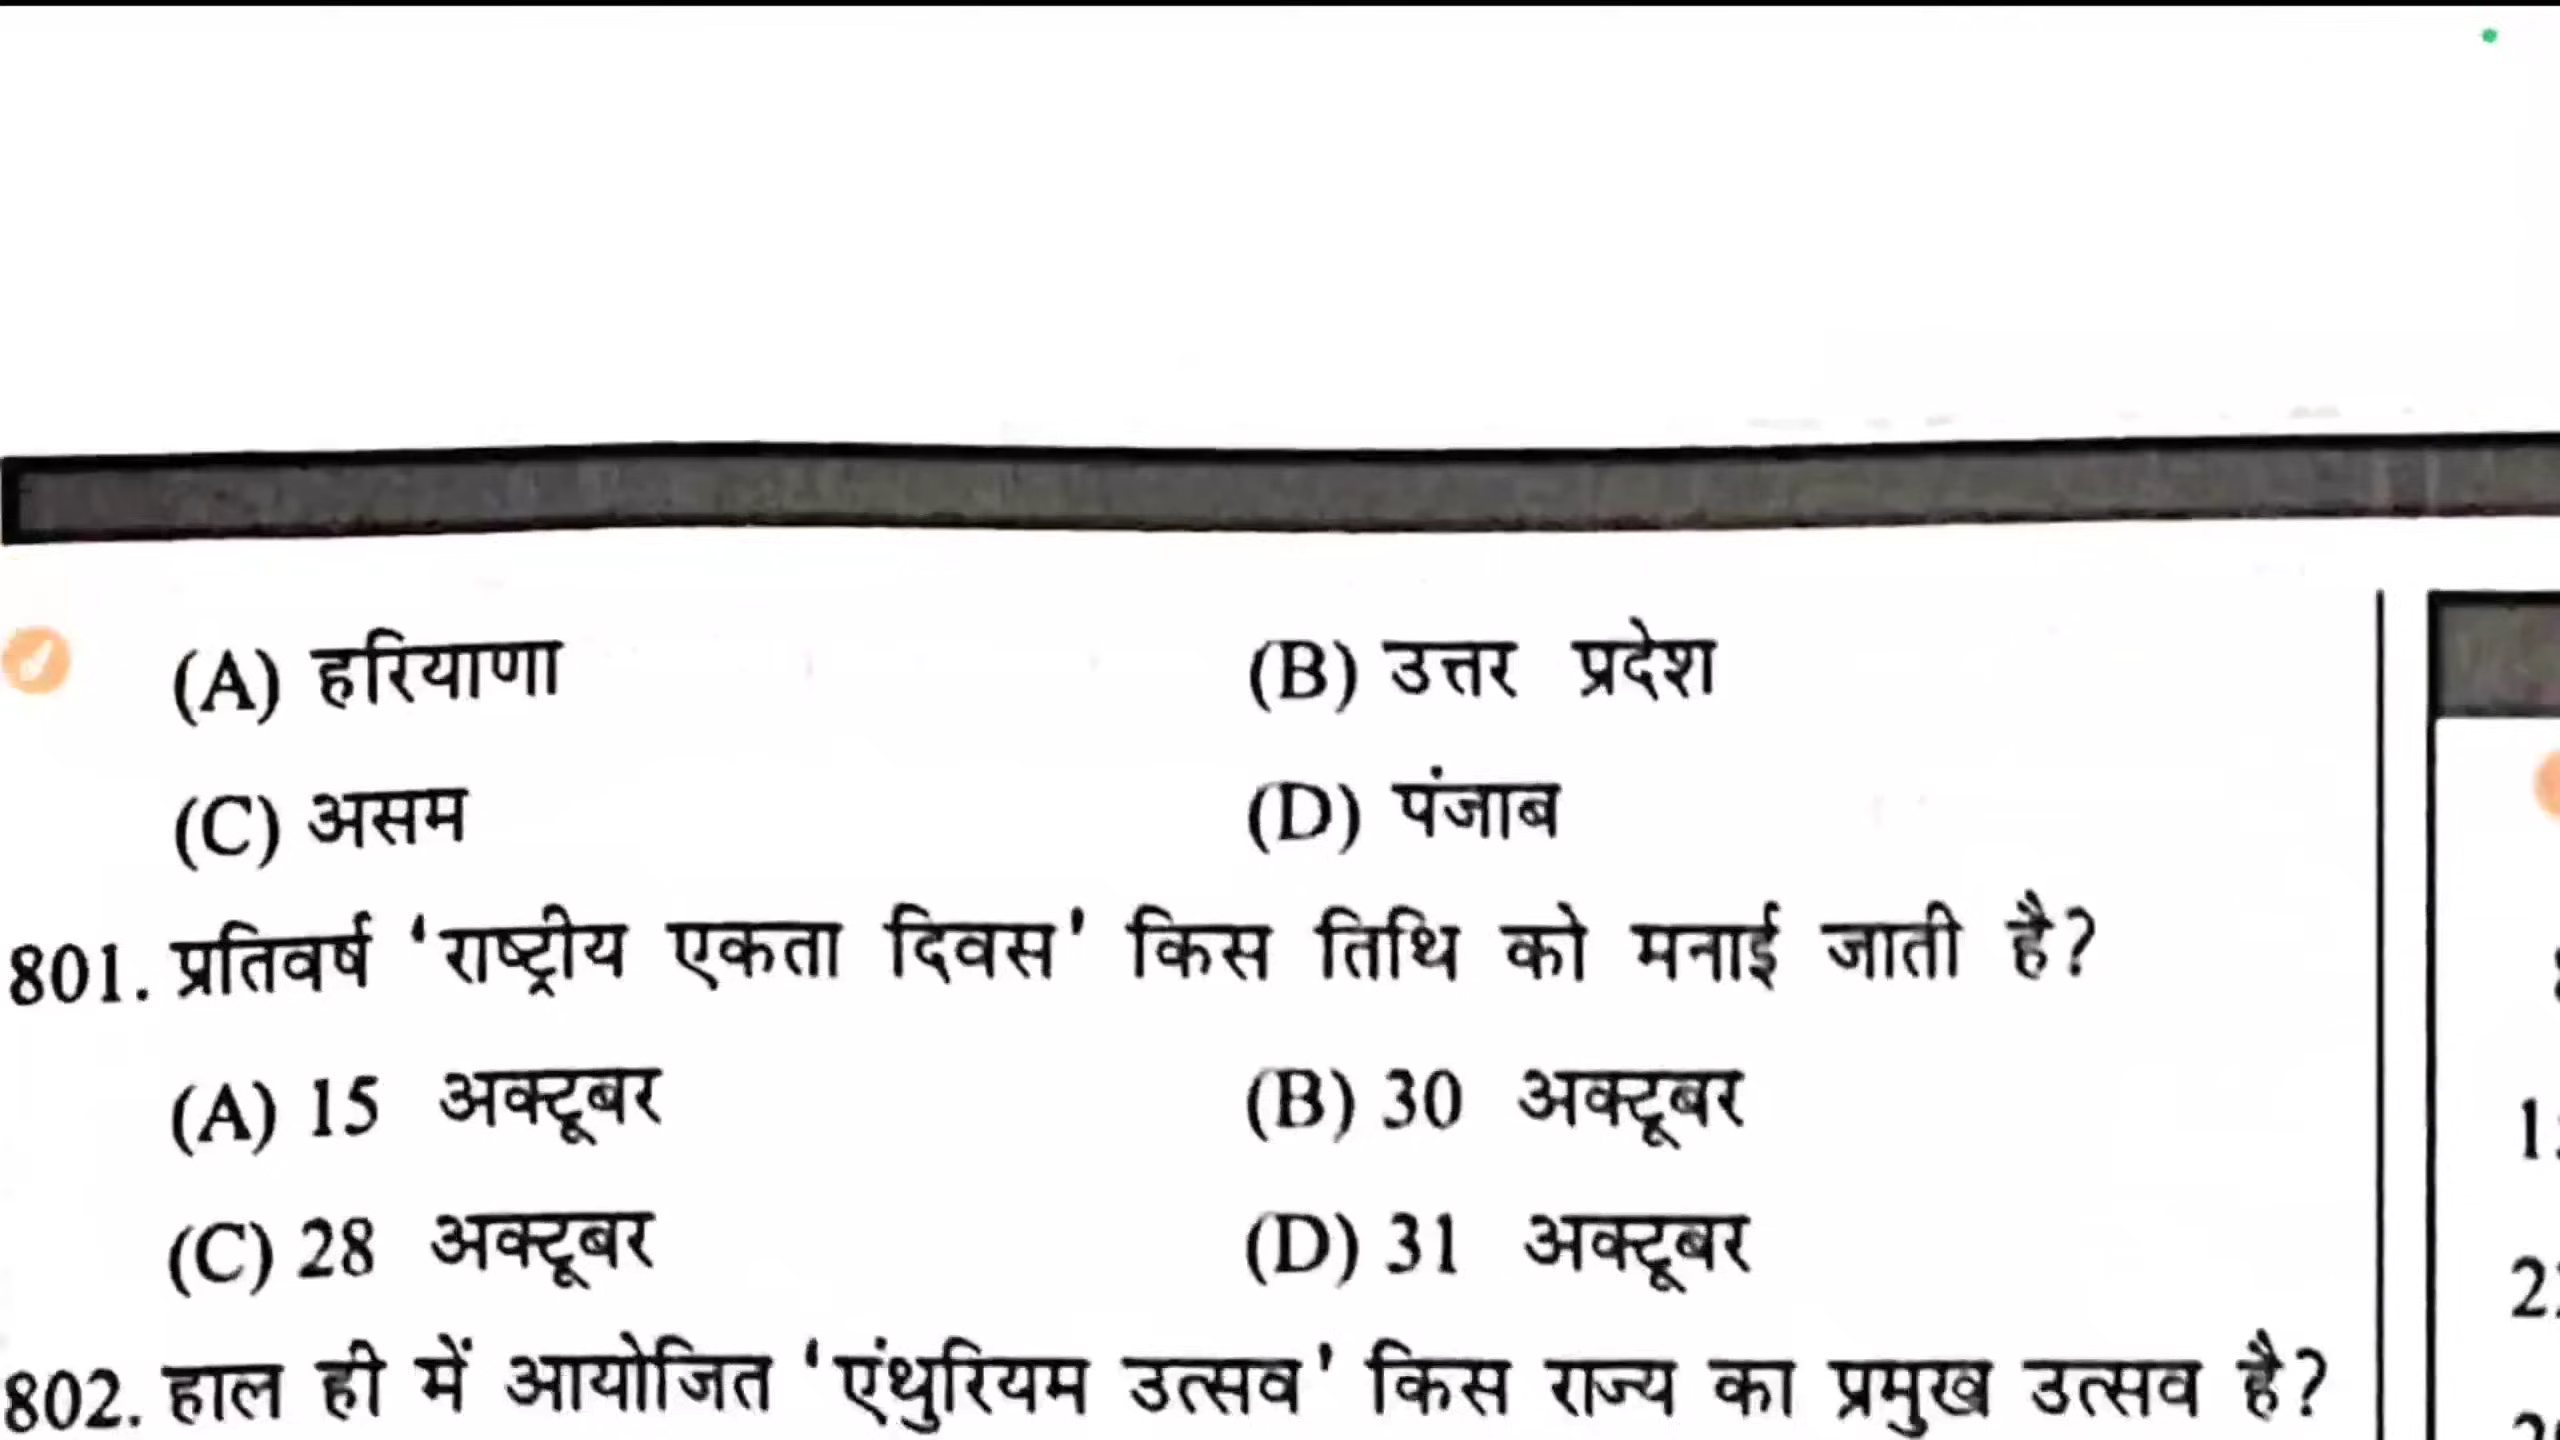 (A) हरियाणा (B) उत्तर प्रदेश
(C) असम (D) पंजाब
801. प्रतिवर्ष ‘राष्ट्रीय एकता दिवस’ किस तिथि को मनाई जाती है?
(A) 15 अक्टूबर (B) 30 अक्टूबर
(C) 28 अक्टूबर (D) 31 अक्टूबर
802. हाल ही में आयोजित ‘एंथुरियम उत्सव’ किस राज्य का प्रमुख उत्सव है?